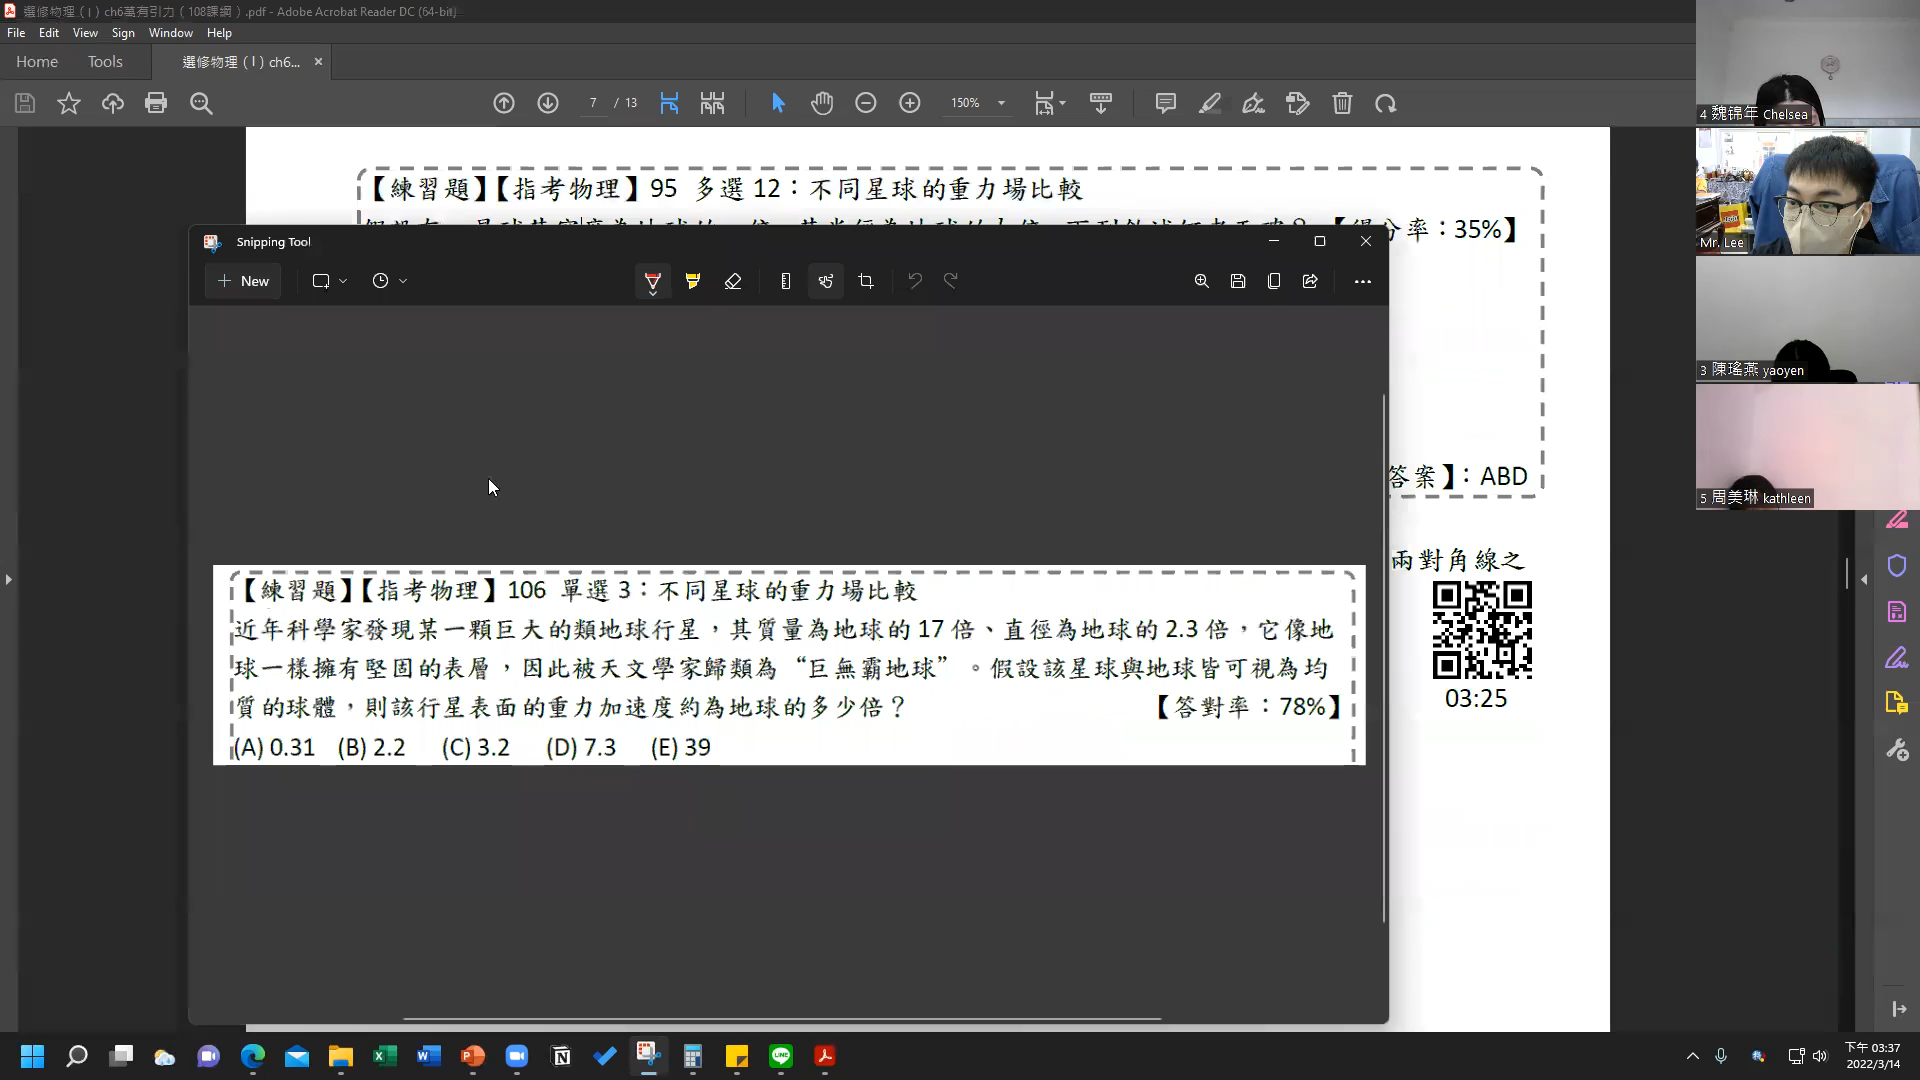 選修物理（I）ch6萬有引力（108課綱）.pdf - Adobe Acrobat Reader DC (64-bit)
File Edit View Sign Window Help
Home Tools 選修物理（I）ch6... ×
7 / 13 150%
【練習題】【指考物理】95 多選 12：不同星球的重力場比較
分率：35%】
Snipping Tool
New
答案】：ABD
兩對角線之
03:25
【練習題】【指考物理】106 單選 3：不同星球的重力場比較
近年科學家發現某一顆巨大的類地球行星，其質量為地球的 17 倍、直徑為地球的 2.3 倍，它像地
球一樣擁有堅固的表層，因此被天文學家歸類為“巨無霸地球”。假設該星球與地球皆可視為均
質的球體，則該行星表面的重力加速度約為地球的多少倍？ 【答對率：78%】
(A) 0.31 (B) 2.2 (C) 3.2 (D) 7.3 (E) 39
4 魏锦年 Chelsea
Mr. Lee
3 陳瑤燕 yaoyen
5 周美琳 kathleen
下午 03:37
2022/3/14